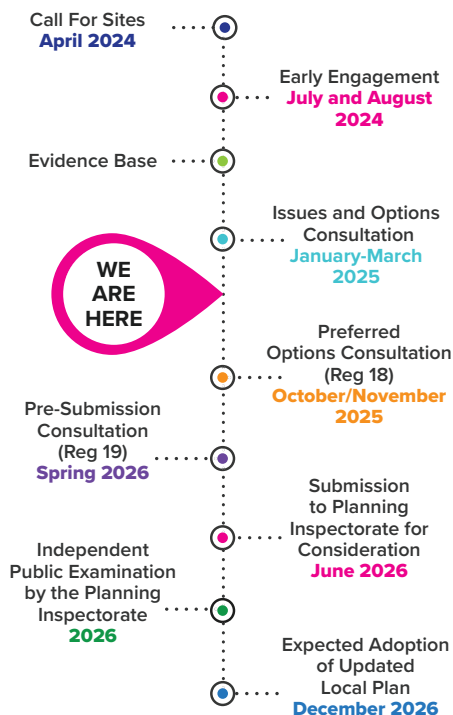 Call For Sites
April 2024
Early Engagement
July and August
2024
Evidence Base
Issues and Options
Consultation
January-March
2025
WE
ARE
HERE
Preferred
Options Consultation
(Reg 18)
October/November
2025
Pre-Submission
Consultation
(Reg 19)
Spring 2026
Submission
to Planning
Inspectorate for
Consideration
June 2026
Independent
Public Examination
by the Planning
Inspectorate
2026
Expected Adoption
of Updated
Local Plan
December 2026